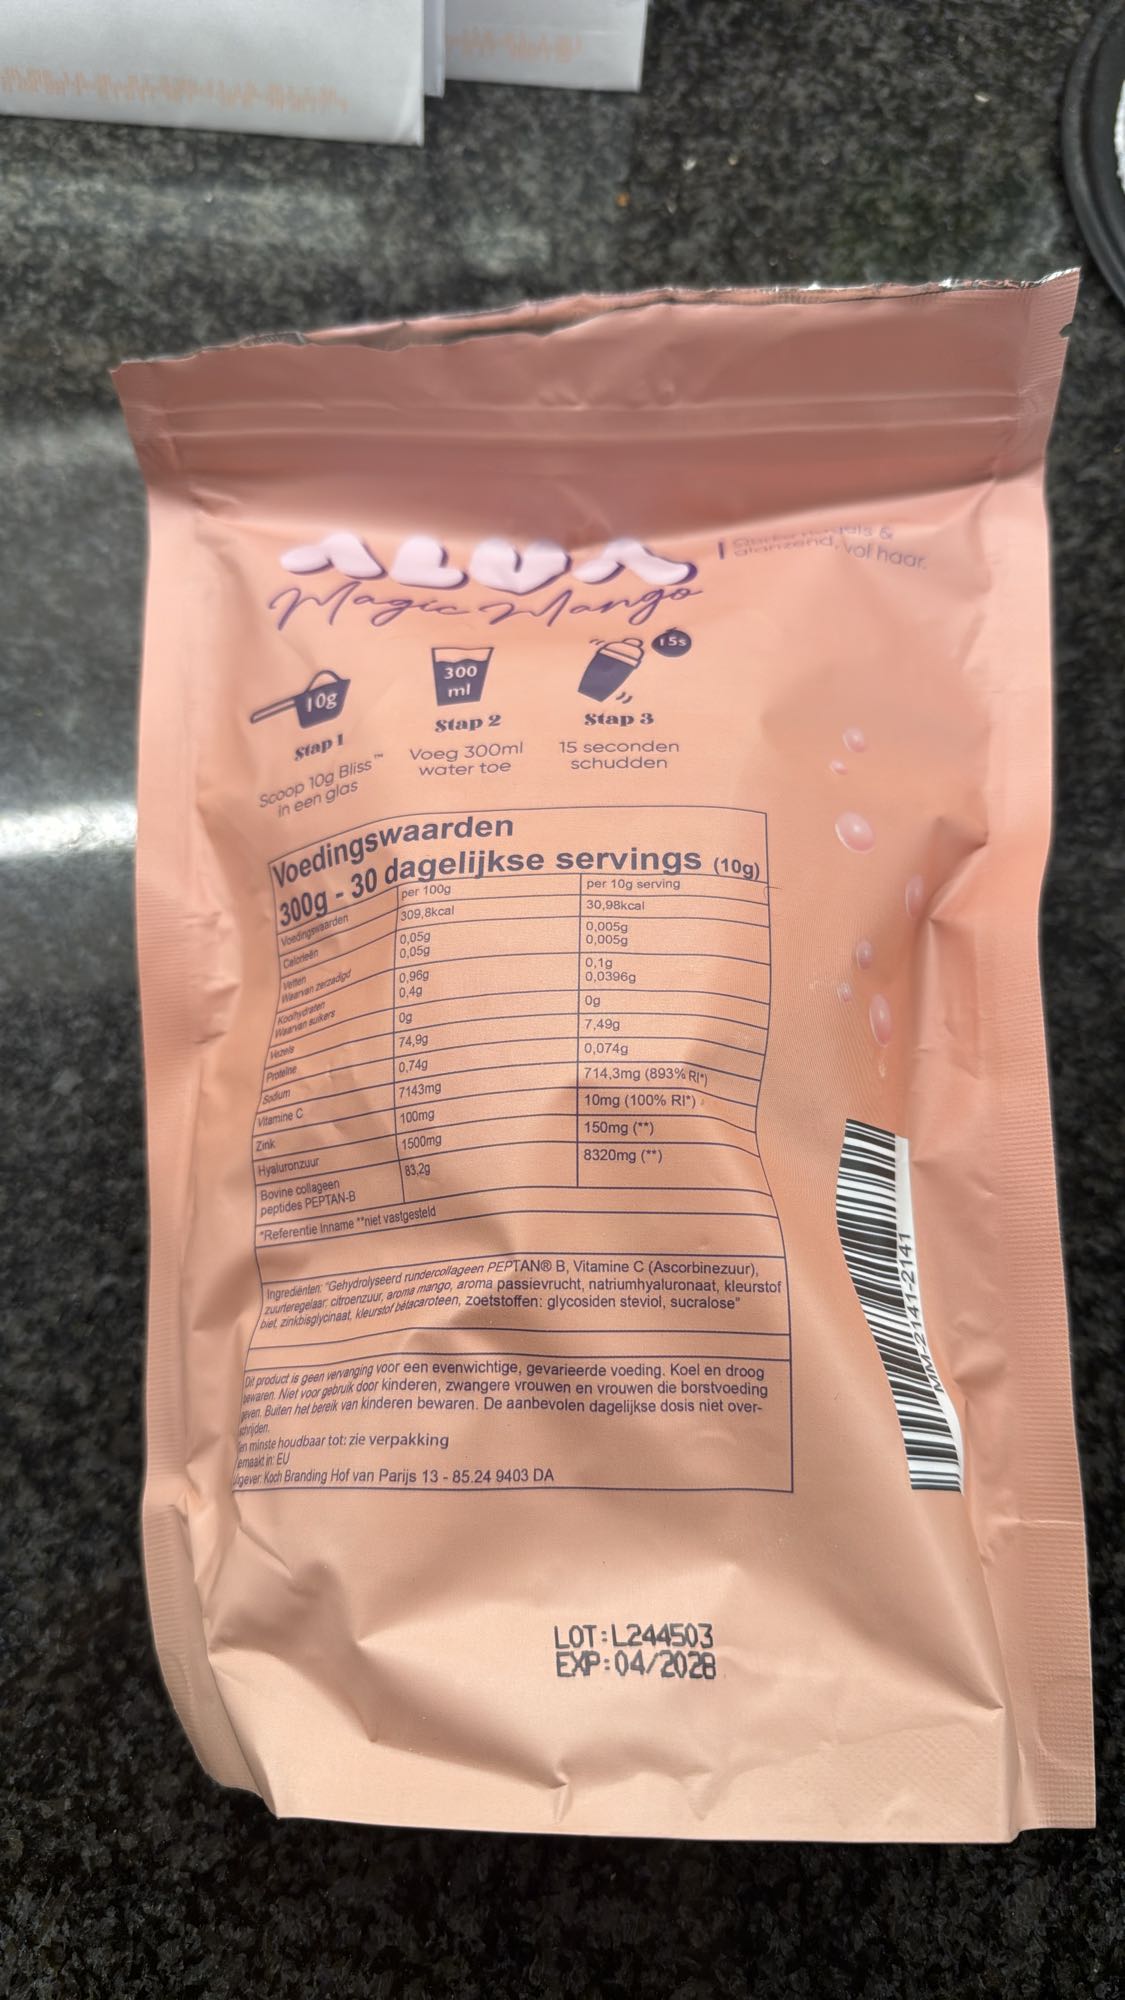 ALUA
Magic Mango
glanzend, vol haar.
10g
300
ml
15s
Stap 1
Stap 2
Stap 3
Scoop 10g Bliss™
in een glas
Voeg 300ml
water toe
15 seconden
schudden
Voedingswaarden
300g - 30 dagelijkse servings (10g)
Voedingswaarden per 100g per 10g serving
Calorieën 309,8kcal 30,98kcal
Vetten 0,05g 0,005g
Waarvan verzadigd 0,05g 0,005g
Koolhydraten 0,96g 0,1g
Waarvan suikers 0,4g 0,0396g
Vezels 0g 0g
Proteïne 74,9g 7,49g
Sodium 0,74g 0,074g
Vitamine C 7143mg 714,3mg (893% RI*)
Zink 100mg 10mg (100% RI*)
Hyaluronzuur 1500mg 150mg (**)
Bovine collageen 83,2g 8320mg (**)
peptides PEPTAN-B
*Referentie Inname **niet vastgesteld
Ingrediënten: "Gehydrolyseerd rundercollageen PEPTAN® B, Vitamine C (Ascorbinezuur),
zuurteregelaar: citroenzuur, aroma mango, aroma passievrucht, natriumhyaluronaat, kleurstof
biet, zinkbisglycinaat, kleurstof bètacaroteen, zoetstoffen: glycosiden steviol, sucralose"
Dit product is geen vervanging voor een evenwichtige, gevarieerde voeding. Koel en droog
bewaren. Niet voor gebruik door kinderen, zwangere vrouwen en vrouwen die borstvoeding
geven. Buiten het bereik van kinderen bewaren. De aanbevolen dagelijkse dosis niet over-
schrijden.
minste houdbaar tot: zie verpakking
emaakt in: EU
Koch Branding Hof van Parijs 13 - 85.24 9403 DA
MM-2141-2141
LOT:L244503
EXP:04/2028